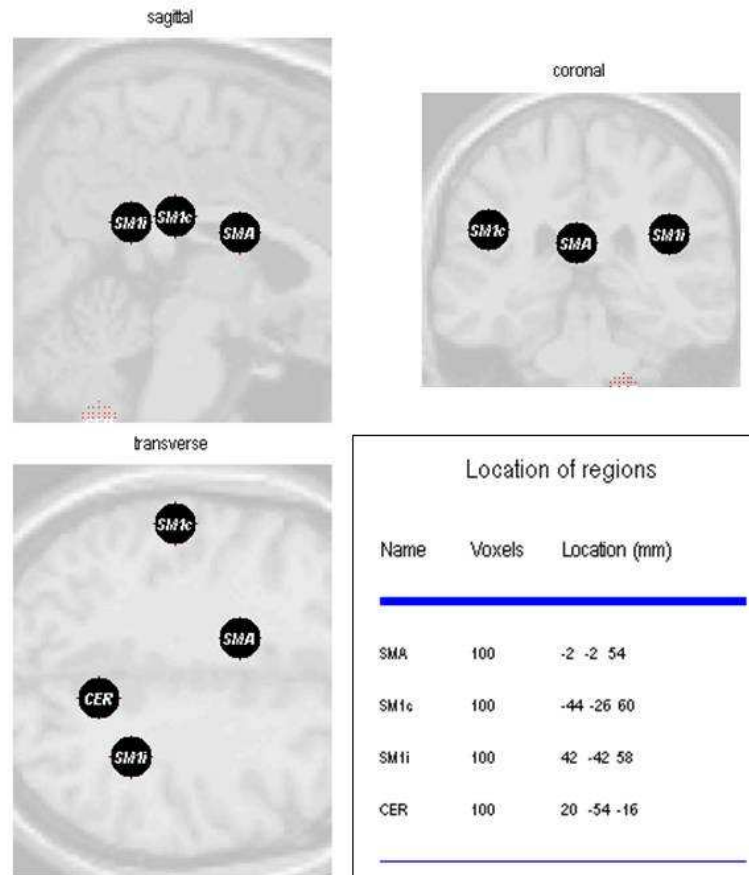 sagittal
coronal
SM1i SM1c SMA
SM1c SMA SM1i
transverse
SM1c
SMA
CER
SM1i
Location of regions
Name Voxels Location (mm)
SMA 100 -2 -2 54
SM1c 100 -44 -26 60
SM1i 100 42 -42 58
CER 100 20 -54 -16